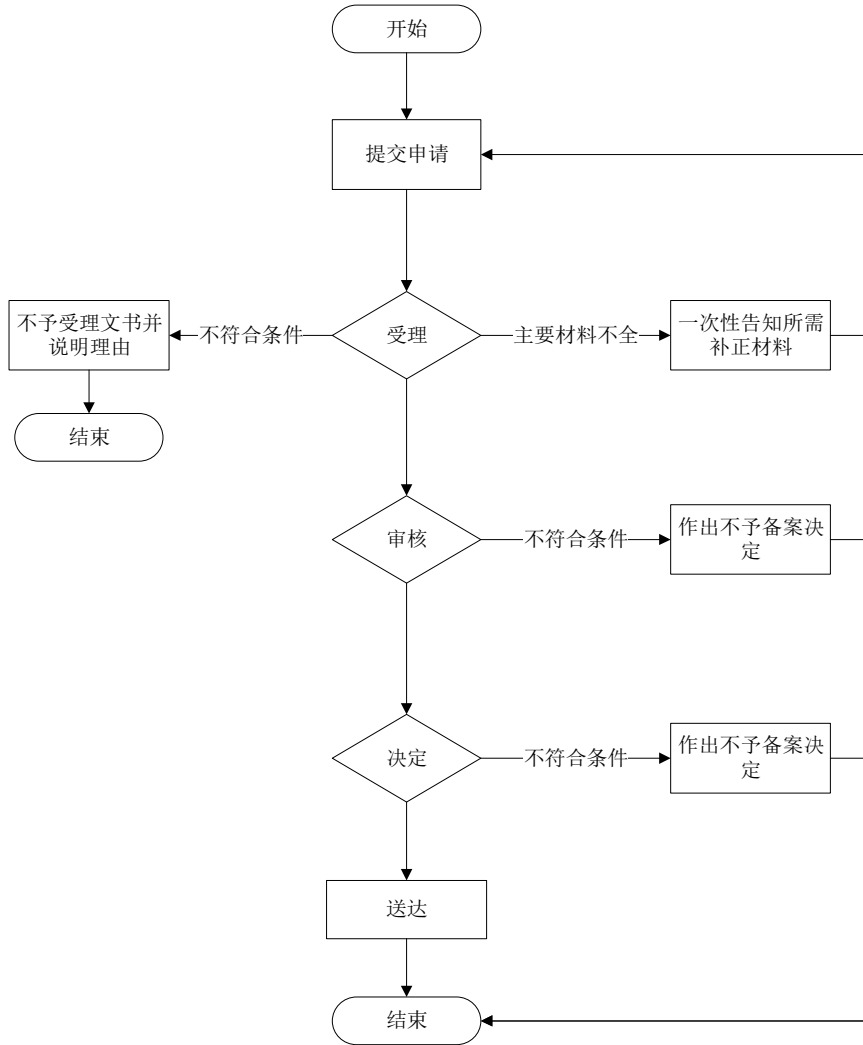 开始
提交申请
不予受理文书并
说明理由
不符合条件
受理
主要材料不全
一次性告知所需
补正材料
结束
审核
不符合条件
作出不予备案决
定
决定
不符合条件
作出不予备案决
定
送达
结束